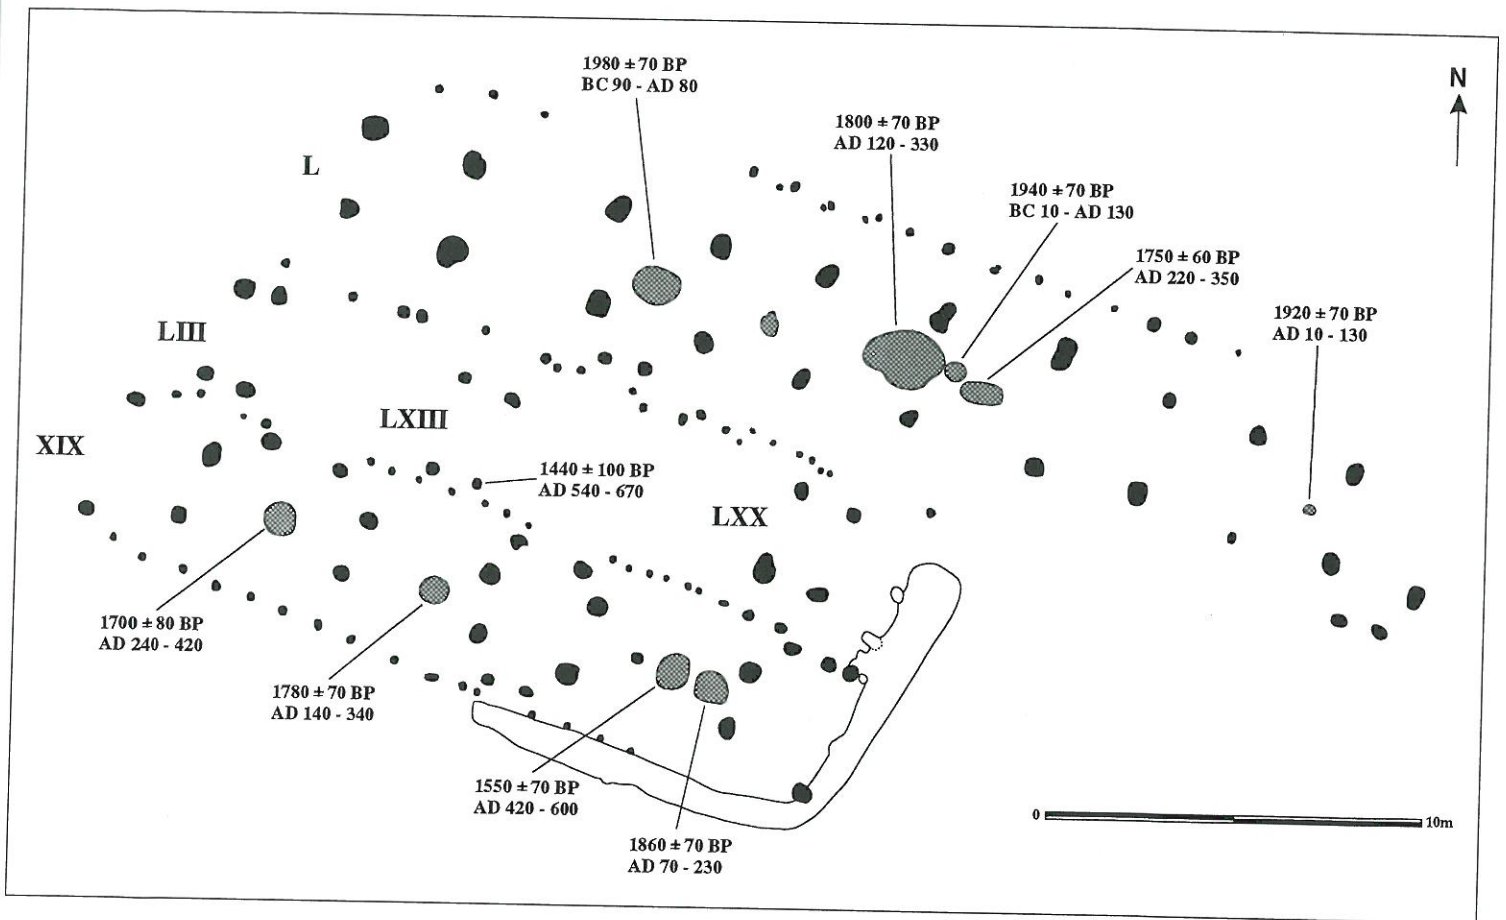 1980 ± 70 BP
BC 90 - AD 80
N
1800 ± 70 BP
AD 120 - 330
L
1940 ± 70 BP
BC 10 - AD 130
1750 ± 60 BP
AD 220 - 350
1920 ± 70 BP
AD 10 - 130
LIII
LXIII
XIX
1440 ± 100 BP
AD 540 - 670
LXX
1700 ± 80 BP
AD 240 - 420
1780 ± 70 BP
AD 140 - 340
1550 ± 70 BP
AD 420 - 600
0
10m
1860 ± 70 BP
AD 70 - 230